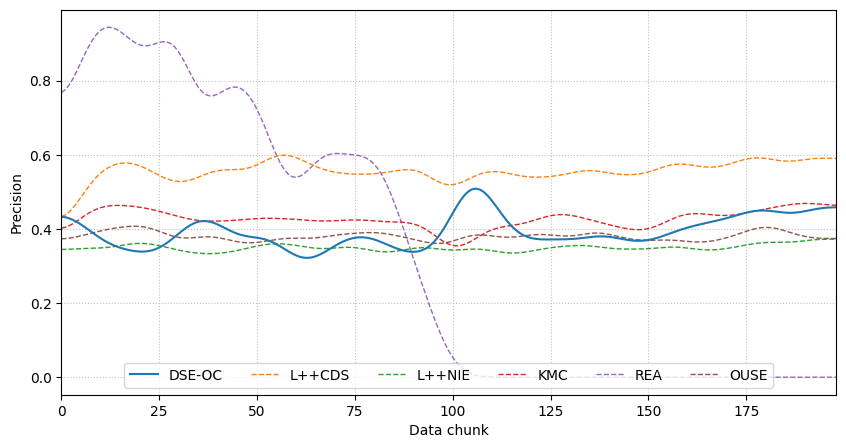 Precision
0.8
0.6
0.4
0.2
0.0
DSE-OC L++CDS L++NIE KMC REA OUSE
0 25 50 75 100 125 150 175
Data chunk